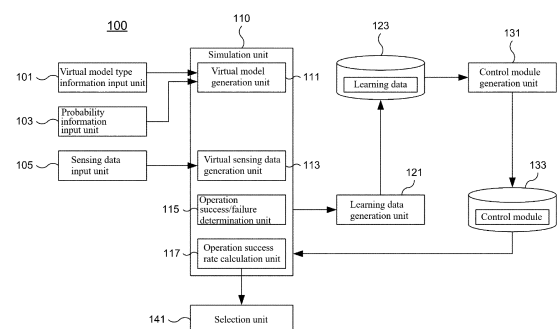 100
110
Simulation unit
101
Virtual model type
information input unit
Virtual model
generation unit
111
103
Probability
information
input unit
105
Sensing data
input unit
Virtual sensing data
generation unit
113
115
Operation
success/failure
determination unit
117
Operation success
rate calculation unit
121
Learning data
generation unit
123
Learning data
131
Control module
generation unit
133
Control module
141
Selection unit